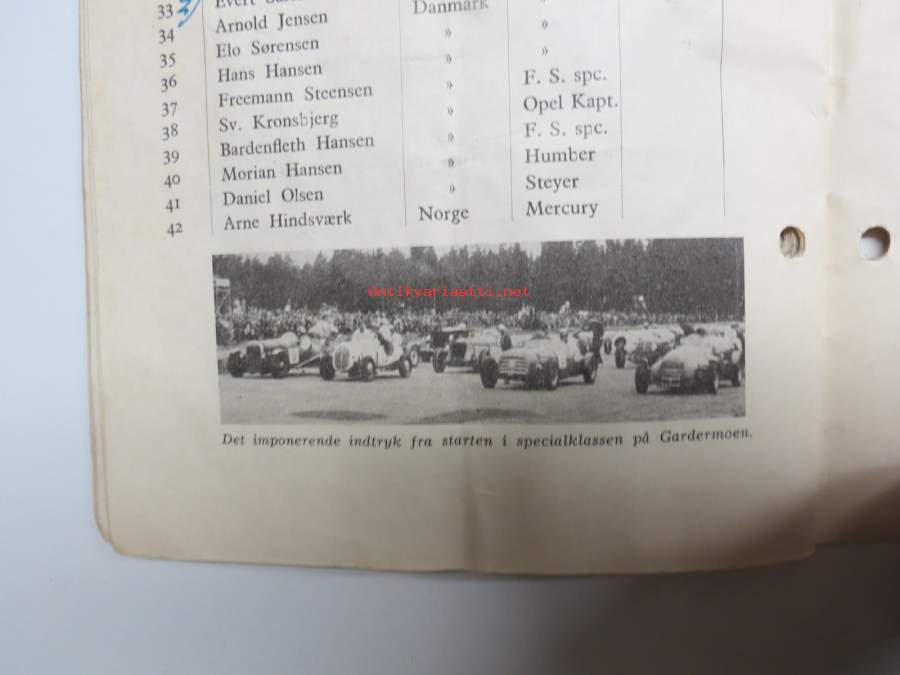 33 Evert
34 Arnold Jensen Danmark »
35 Elo Sørensen » »
36 Hans Hansen » »
37 Freemann Steensen » F. S. spc.
38 Sv. Kronsbjerg » Opel Kapt.
39 Bardenfleth Hansen » F. S. spc.
40 Morian Hansen » Humber
41 Daniel Olsen » Steyer
42 Arne Hindsværk Norge Mercury
antikvariaatti.net
Det imponerende indtryk fra starten i specialklassen på Gardermoen.